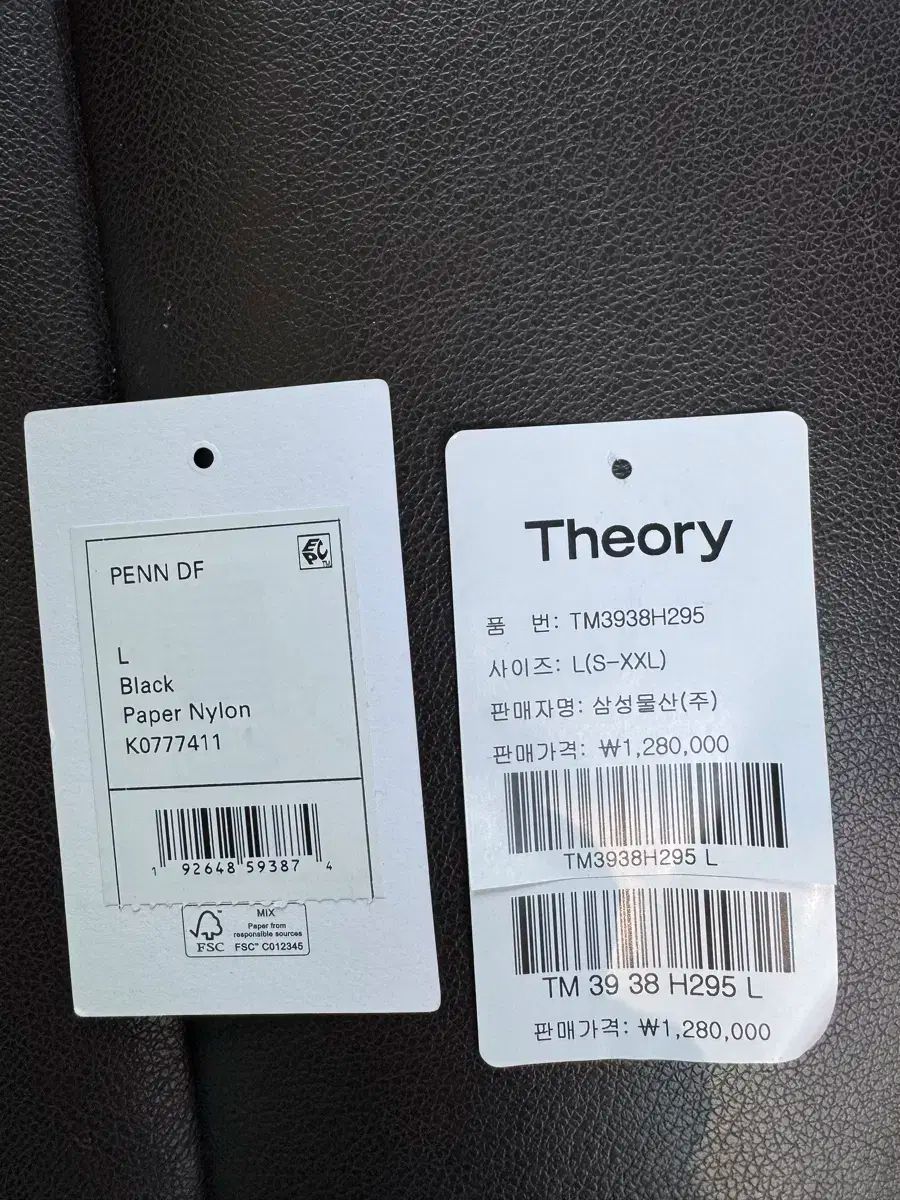 PENN DF
EPC™
L
Black
Paper Nylon
K0777411
1 92648 59387 4
FSC
MIX
Paper from
responsible sources
FSC™ C012345
Theory
품 번: TM3938H295
사이즈: L(S-XXL)
판매자명: 삼성물산(주)
판매가격: ₩1,280,000
TM3938H295 L
TM 39 38 H295 L
판매가격: ₩1,280,000